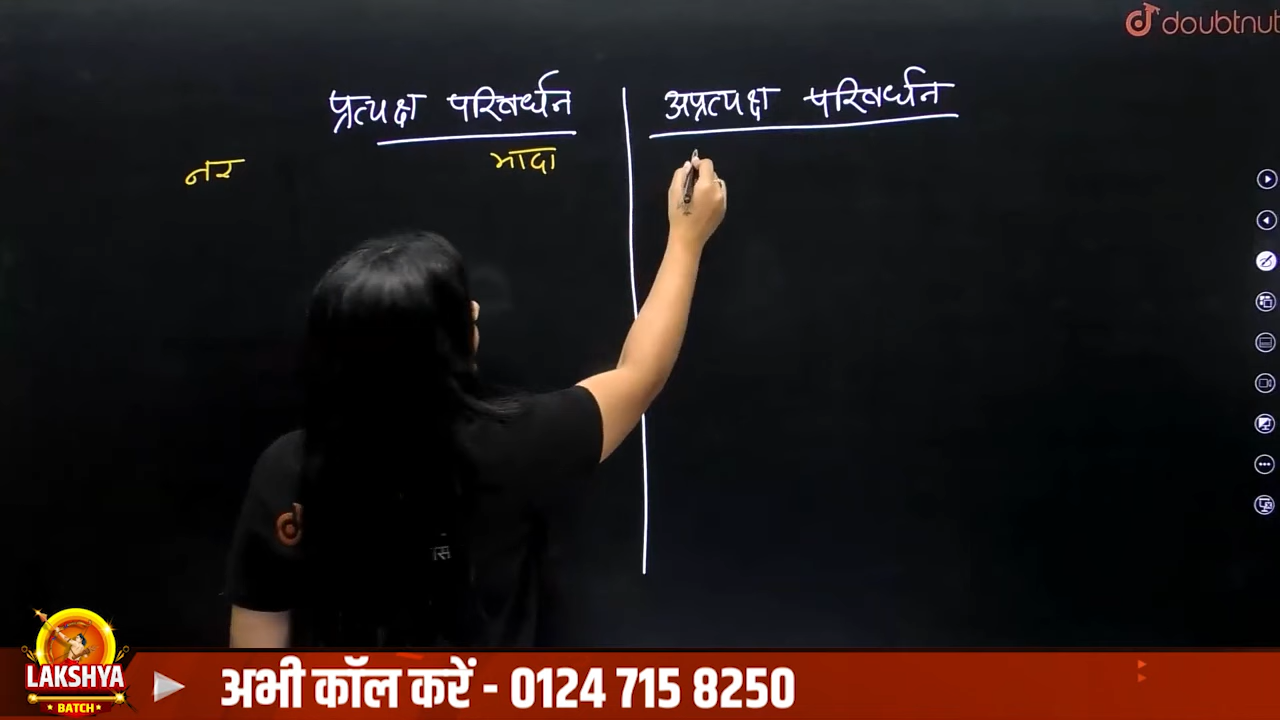 doubtnut
प्रत्यक्ष परिवर्धन
अप्रत्यक्ष परिवर्धन
नर
मादा
LAKSHYA
BATCH
अभी कॉल करें - 0124 715 8250